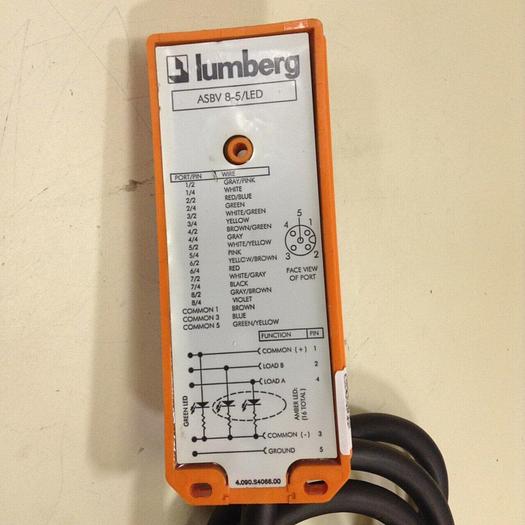 lumberg
ASBV 8-5/LED
PORT/PIN WIRE
1/2 GRAY/PINK
1/4 WHITE
2/2 RED/BLUE
2/4 GREEN
3/2 WHITE/GREEN
3/4 YELLOW
4/2 BROWN/GREEN
4/4 GRAY
5/2 WHITE/YELLOW
5/4 PINK
6/2 YELLOW/BROWN
6/4 RED
7/2 WHITE/GRAY
7/4 BLACK
8/2 GRAY/BROWN
8/4 VIOLET
COMMON 1 BROWN
COMMON 3 BLUE
COMMON 5 GREEN/YELLOW
5
4 1
3 2
FACE VIEW
OF PORT
FUNCTION PIN
COMMON (+) 1
LOAD B 2
LOAD A 4
GREEN LED
AMBER LED:
(16 TOTAL)
COMMON (-) 3
GROUND 5
4.090.S4066.00